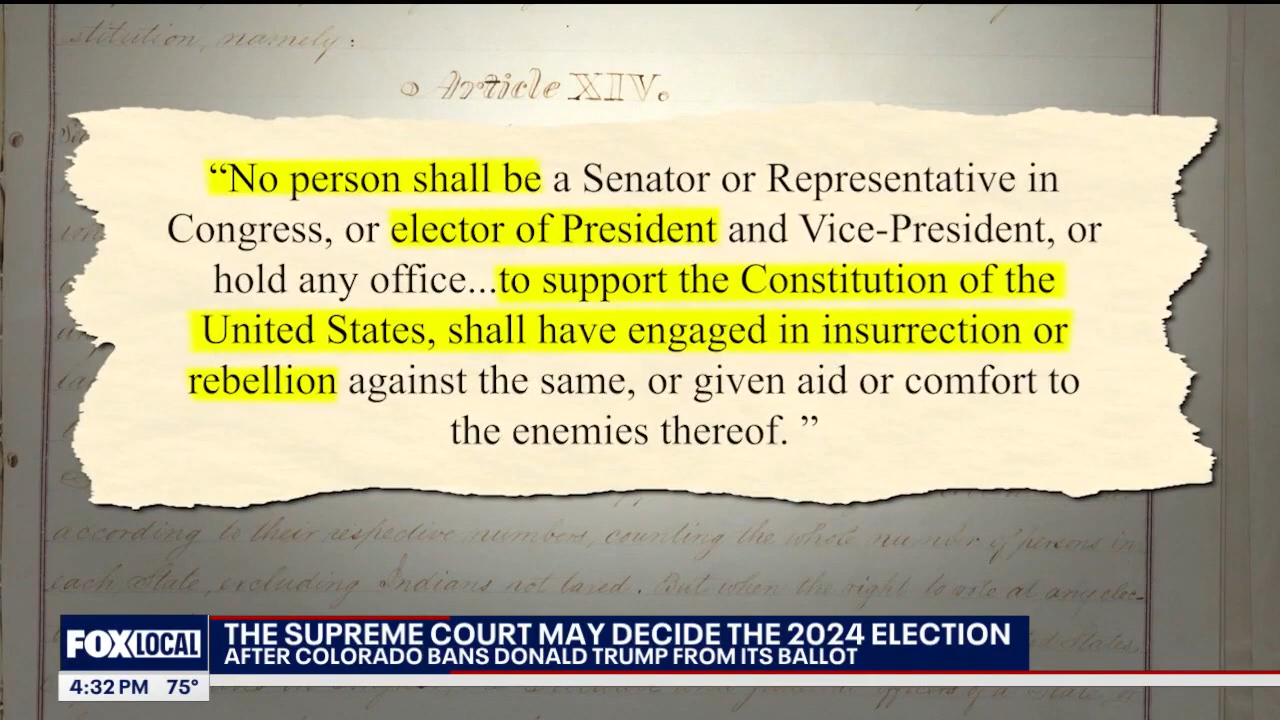 stitution, namely:
Article XIV.
“No person shall be a Senator or Representative in
Congress, or elector of President and Vice-President, or
hold any office...to support the Constitution of the
United States, shall have engaged in insurrection or
rebellion against the same, or given aid or comfort to
the enemies thereof. ”
according to their respective numbers, counting the whole number of persons in
each State, excluding Indians not taxed. But when the right to vote at any elec-
States,
FOX LOCAL
THE SUPREME COURT MAY DECIDE THE 2024 ELECTION
AFTER COLORADO BANS DONALD TRUMP FROM ITS BALLOT
4:32 PM 75°